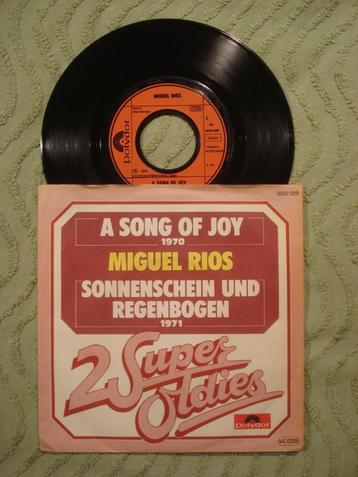 MIGUEL RIOS
Polydor
A SONG OF JOY
2002 029
A SONG OF JOY
1970
MIGUEL RIOS
SONNENSCHEIN UND
REGENBOGEN
1971
2 Super
Oldies
Polydor